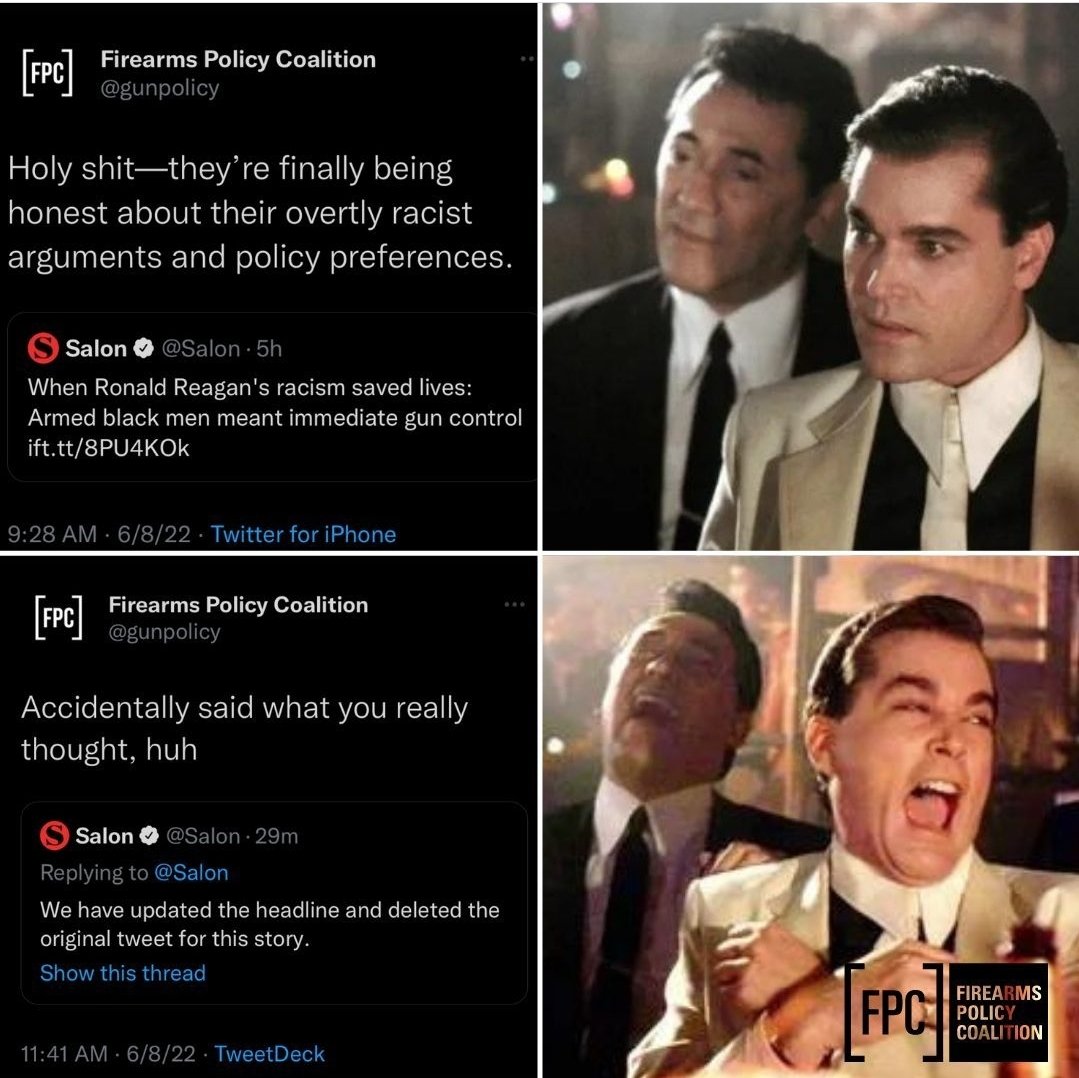 [FPC]
Firearms Policy Coalition
@gunpolicy
Holy shit—they’re finally being
honest about their overtly racist
arguments and policy preferences.
Salon @Salon · 5h
When Ronald Reagan's racism saved lives:
Armed black men meant immediate gun control
ift.tt/8PU4KOk
9:28 AM · 6/8/22 · Twitter for iPhone
[FPC]
Firearms Policy Coalition
@gunpolicy
Accidentally said what you really
thought, huh
Salon @Salon · 29m
Replying to @Salon
We have updated the headline and deleted the
original tweet for this story.
Show this thread
11:41 AM · 6/8/22 · TweetDeck
[FPC]
FIREARMS
POLICY
COALITION